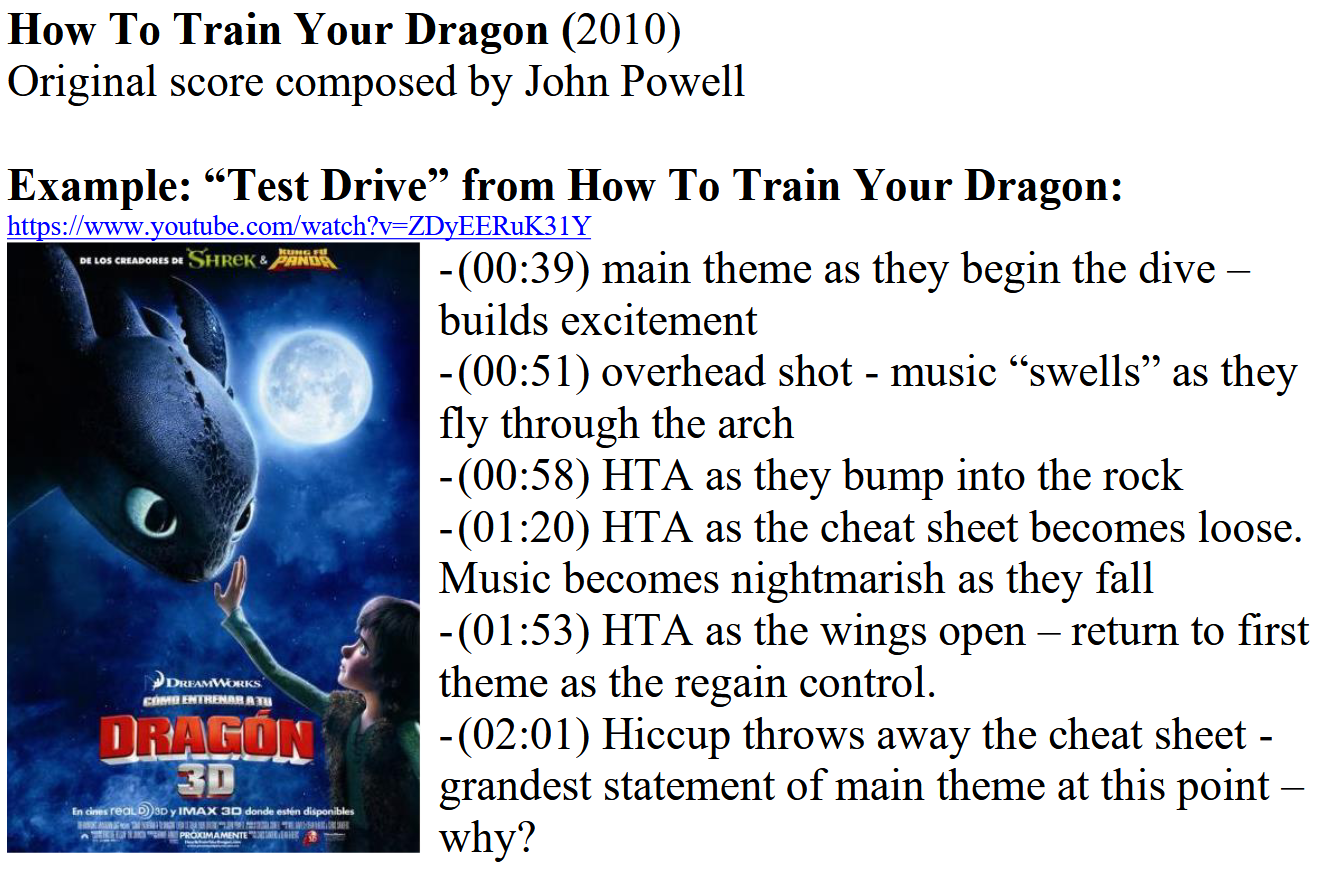 How To Train Your Dragon (2010)
Original score composed by John Powell
Example: “Test Drive” from How To Train Your Dragon:
https://www.youtube.com/watch?v=ZDyEERuK31Y
DE LOS CREADORES DE SHREK & KUNG FU PANDA
DREAMWORKS
CÓMO ENTRENAR A TU
DRAGÓN
3D
En cines REAL D 3D y IMAX 3D donde estén disponibles
PRÓXIMAMENTE
-(00:39) main theme as they begin the dive –
builds excitement
-(00:51) overhead shot - music “swells” as they
fly through the arch
-(00:58) HTA as they bump into the rock
-(01:20) HTA as the cheat sheet becomes loose.
Music becomes nightmarish as they fall
-(01:53) HTA as the wings open – return to first
theme as the regain control.
-(02:01) Hiccup throws away the cheat sheet -
grandest statement of main theme at this point –
why?